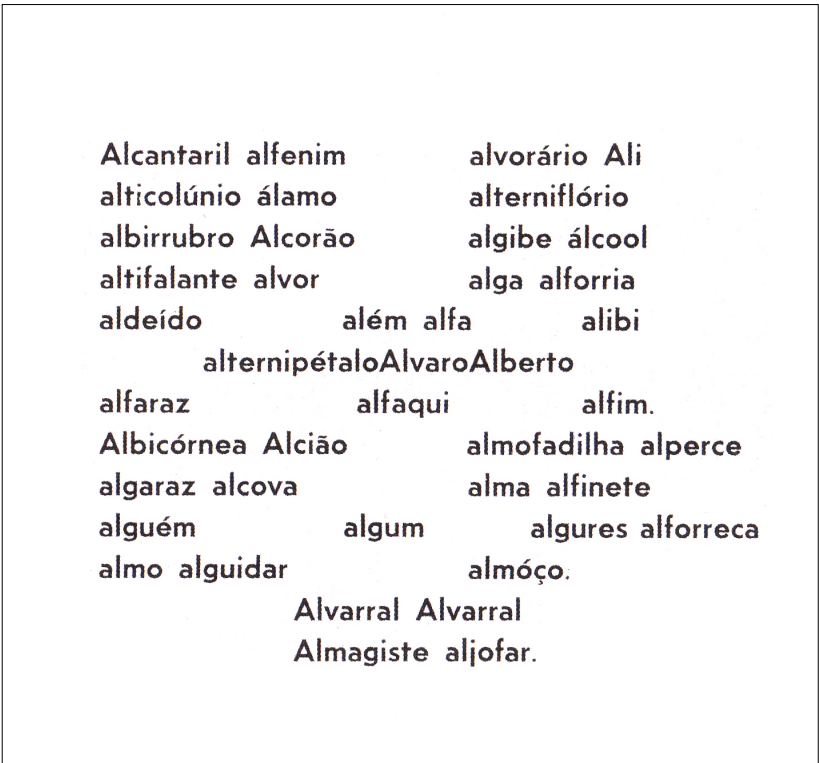 Alcantaril alfenim alvorário Ali
alticolúnio álamo alterniflório
albirrubro Alcorão algibe álcool
altifalante alvor alga alforria
aldeído além alfa alibi
alternipétaloAlvaroAlberto
alfaraz alfaqui alfim.
Albicórnea Alcião almofadilha alperce
algaraz alcova alma alfinete
alguém algum algures alforreca
almo alguidar almóço.
Alvarral Alvarral
Almagiste aljofar.